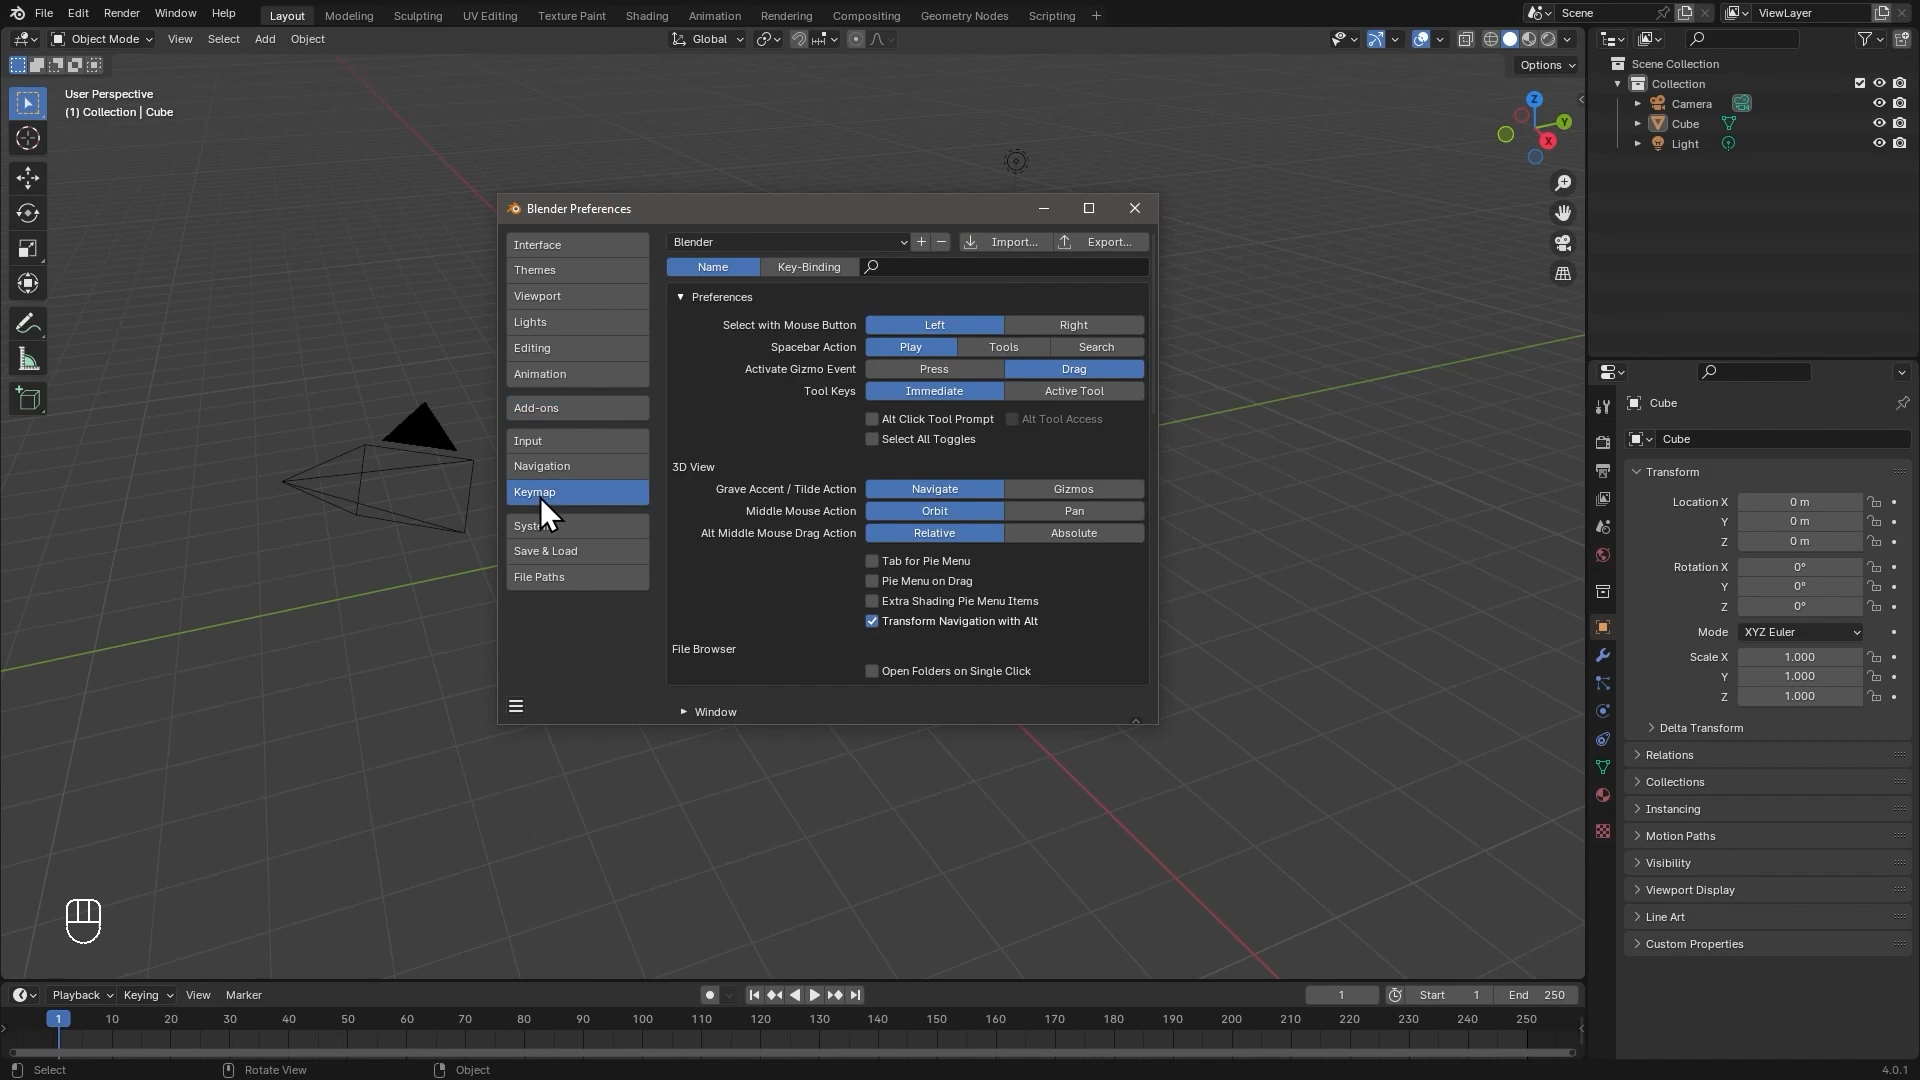 File Edit Render Window Help
Layout Modeling Sculpting UV Editing Texture Paint Shading Animation Rendering Compositing Geometry Nodes Scripting +
Scene
ViewLayer
Object Mode View Select Add Object
Global
Options
User Perspective
(1) Collection | Cube
Z
Y
X
Scene Collection
Collection
Camera
Cube
Light
Blender Preferences
Interface
Themes
Viewport
Lights
Editing
Animation
Add-ons
Input
Navigation
Keymap
Save & Load
File Paths
Blender + − Import... Export...
Name Key-Binding
Preferences
Select with Mouse Button Left Right
Spacebar Action Play Tools Search
Activate Gizmo Event Press Drag
Tool Keys Immediate Active Tool
Alt Click Tool Prompt Alt Tool Access
Select All Toggles
3D View
Grave Accent / Tilde Action Navigate Gizmos
Middle Mouse Action Orbit Pan
Alt Middle Mouse Drag Action Relative Absolute
Tab for Pie Menu
Pie Menu on Drag
Extra Shading Pie Menu Items
Transform Navigation with Alt
File Browser
Open Folders on Single Click
Window
Cube
Cube
Transform
Location X 0 m
Y 0 m
Z 0 m
Rotation X 0°
Y 0°
Z 0°
Mode XYZ Euler
Scale X 1.000
Y 1.000
Z 1.000
Delta Transform
Relations
Collections
Instancing
Motion Paths
Visibility
Viewport Display
Line Art
Custom Properties
Playback Keying View Marker
1 Start 1 End 250
1 10 20 30 40 50 60 70 80 90 100 110 120 130 140 150 160 170 180 190 200 210 220 230 240 250
Select Rotate View Object
4.0.1